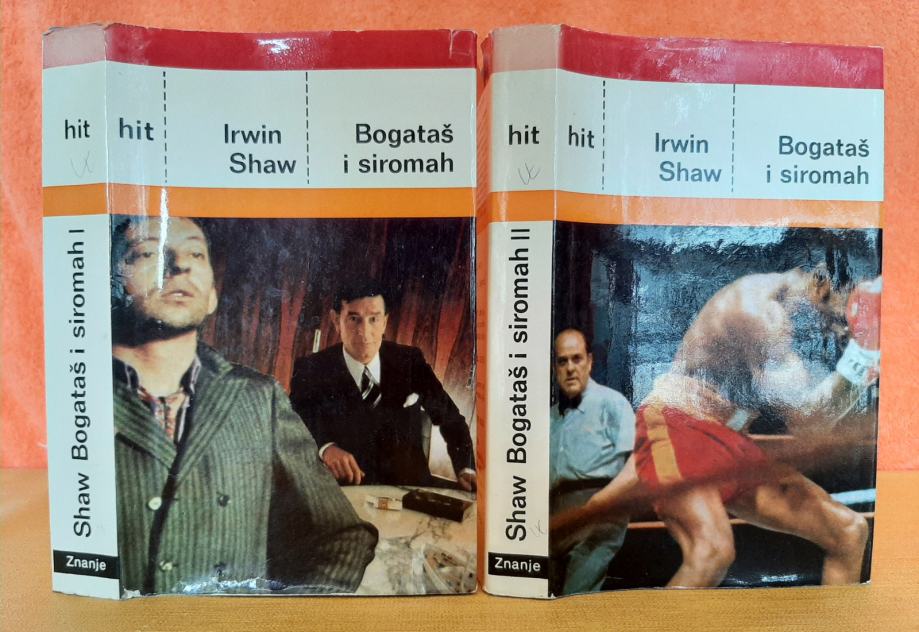 hit
hit
Irwin
Shaw
Bogataš
i siromah
Shaw Bogataš i siromah I
Znanje
hit
hit
Irwin
Shaw
Bogataš
i siromah
Shaw Bogataš i siromah II
Znanje